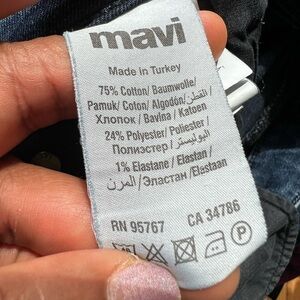 mavi
Made in Turkey
75% Cotton/ Baumwolle/
Pamuk/ Coton/ Algodón/ القطن/
Хлопок / Bavlna / Katoen
24% Polyester/ Poliester /
Полиэстер / البوليستر
1% Elastane /Elastan/
المرن /Эластан /Elastaan
RN 95767 CA 34786
P